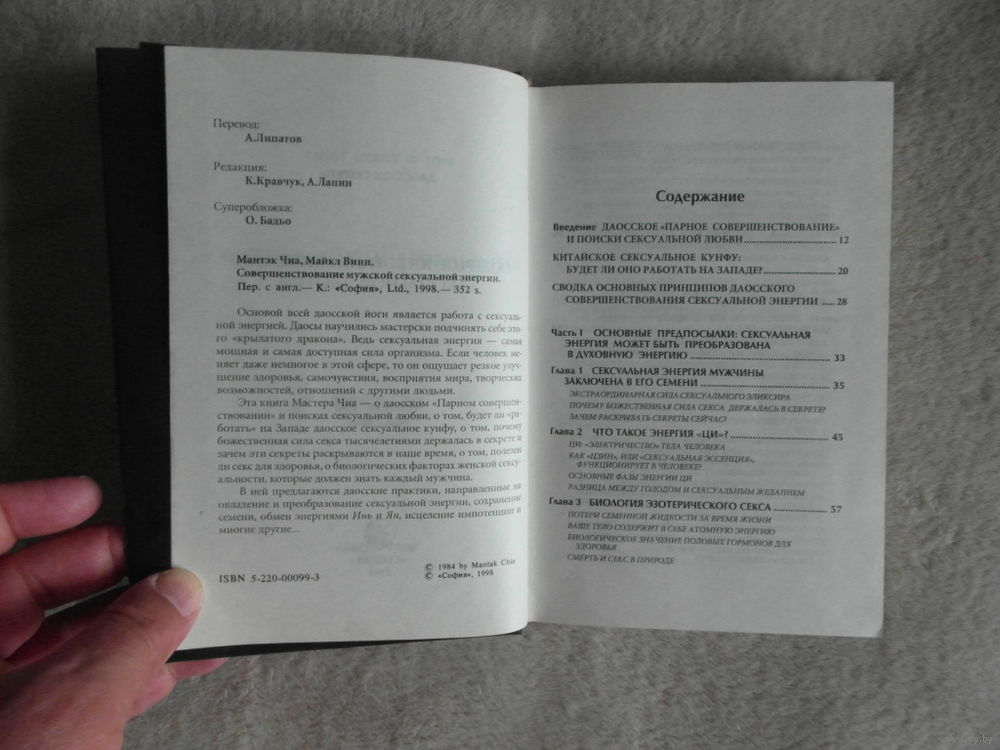 Перевод:
А.Липатов
Редакция:
К.Кравчук, А.Лапин
Суперобложка:
О. Бадьо
Мантэк Чиа, Майкл Винн.
Совершенствование мужской сексуальной энергии.
Пер. с англ.— К.: «София», Ltd., 1998.— 352 s.
Основой всей даосской йоги является работа с сексуаль-
ной энергией. Даосы научились мастерски подчинять себе это-
го «крылатого дракона». Ведь сексуальная энергия — самая
мощная и самая доступная сила организма. Если человек ме-
няет даже немногое в этой сфере, то он ощущает резкое улуч-
шение здоровья, самочувствия, восприятия мира, творческих
возможностей, отношений с другими людьми.
Эта книга Мастера Чиа — о даосском «Парном совершен-
ствовании» и поисках сексуальной любви, о том, будет ли «ра-
ботать» на Западе даосское сексуальное кунфу, о том, почему
божественная сила секса тысячелетиями держалась в секрете и
зачем эти секреты раскрываются в наше время, о том, полезен
ли секс для здоровья, о биологических факторах женской сексу-
альности, которые должен знать каждый мужчина.
В ней предлагаются даосские практики, направленные на
овладение и преобразование сексуальной энергии, сохранение
семени, обмен энергиями Инь и Ян, исцеление импотенции и
многие другие...
ISBN 5-220-00099-3
© 1984 by Mantak Chia
© «София», 1998
Содержание
Введение ДАОССКОЕ «ПАРНОЕ СОВЕРШЕНСТВОВАНИЕ»
И ПОИСКИ СЕКСУАЛЬНОЙ ЛЮБВИ ..... 12
КИТАЙСКОЕ СЕКСУАЛЬНОЕ КУНФУ:
БУДЕТ ЛИ ОНО РАБОТАТЬ НА ЗАПАДЕ? ..... 20
СВОДКА ОСНОВНЫХ ПРИНЦИПОВ ДАОССКОГО
СОВЕРШЕНСТВОВАНИЯ СЕКСУАЛЬНОЙ ЭНЕРГИИ ..... 28
Часть I ОСНОВНЫЕ ПРЕДПОСЫЛКИ: СЕКСУАЛЬНАЯ
ЭНЕРГИЯ МОЖЕТ БЫТЬ ПРЕОБРАЗОВАНА
В ДУХОВНУЮ ЭНЕРГИЮ ..... 33
Глава 1 СЕКСУАЛЬНАЯ ЭНЕРГИЯ МУЖЧИНЫ
ЗАКЛЮЧЕНА В ЕГО СЕМЕНИ ..... 35
ЭКСТРАОРДИНАРНАЯ СИЛА СЕКСУАЛЬНОГО ЭЛИКСИРА
ПОЧЕМУ БОЖЕСТВЕННАЯ СИЛА СЕКСА ДЕРЖАЛАСЬ В СЕКРЕТЕ?
ЗАЧЕМ РАСКРЫВАТЬ СЕКРЕТЫ СЕЙЧАС?
Глава 2 ЧТО ТАКОЕ ЭНЕРГИЯ «ЦИ»? ..... 45
ЦИ: «ЭЛЕКТРИЧЕСТВО» ТЕЛА ЧЕЛОВЕКА
КАК «ЦЗИН», ИЛИ «СЕКСУАЛЬНАЯ ЭССЕНЦИЯ»,
ФУНКЦИОНИРУЕТ В ЧЕЛОВЕКЕ?
ОСНОВНЫЕ ФАЗЫ ЭНЕРГИИ ЦИ
РАЗНИЦА МЕЖДУ ГОЛОДОМ И СЕКСУАЛЬНЫМ ЖЕЛАНИЕМ
Глава 3 БИОЛОГИЯ ЭЗОТЕРИЧЕСКОГО СЕКСА ..... 57
ПОТЕРИ СЕМЕННОЙ ЖИДКОСТИ ЗА ВРЕМЯ ЖИЗНИ
ВАШЕ ТЕЛО СОДЕРЖИТ В СЕБЕ АТОМНУЮ ЭНЕРГИЮ
БИОЛОГИЧЕСКОЕ ЗНАЧЕНИЕ ПОЛОВЫХ ГОРМОНОВ ДЛЯ
ЗДОРОВЬЯ
СМЕРТЬ И СЕКС В ПРИРОДЕ